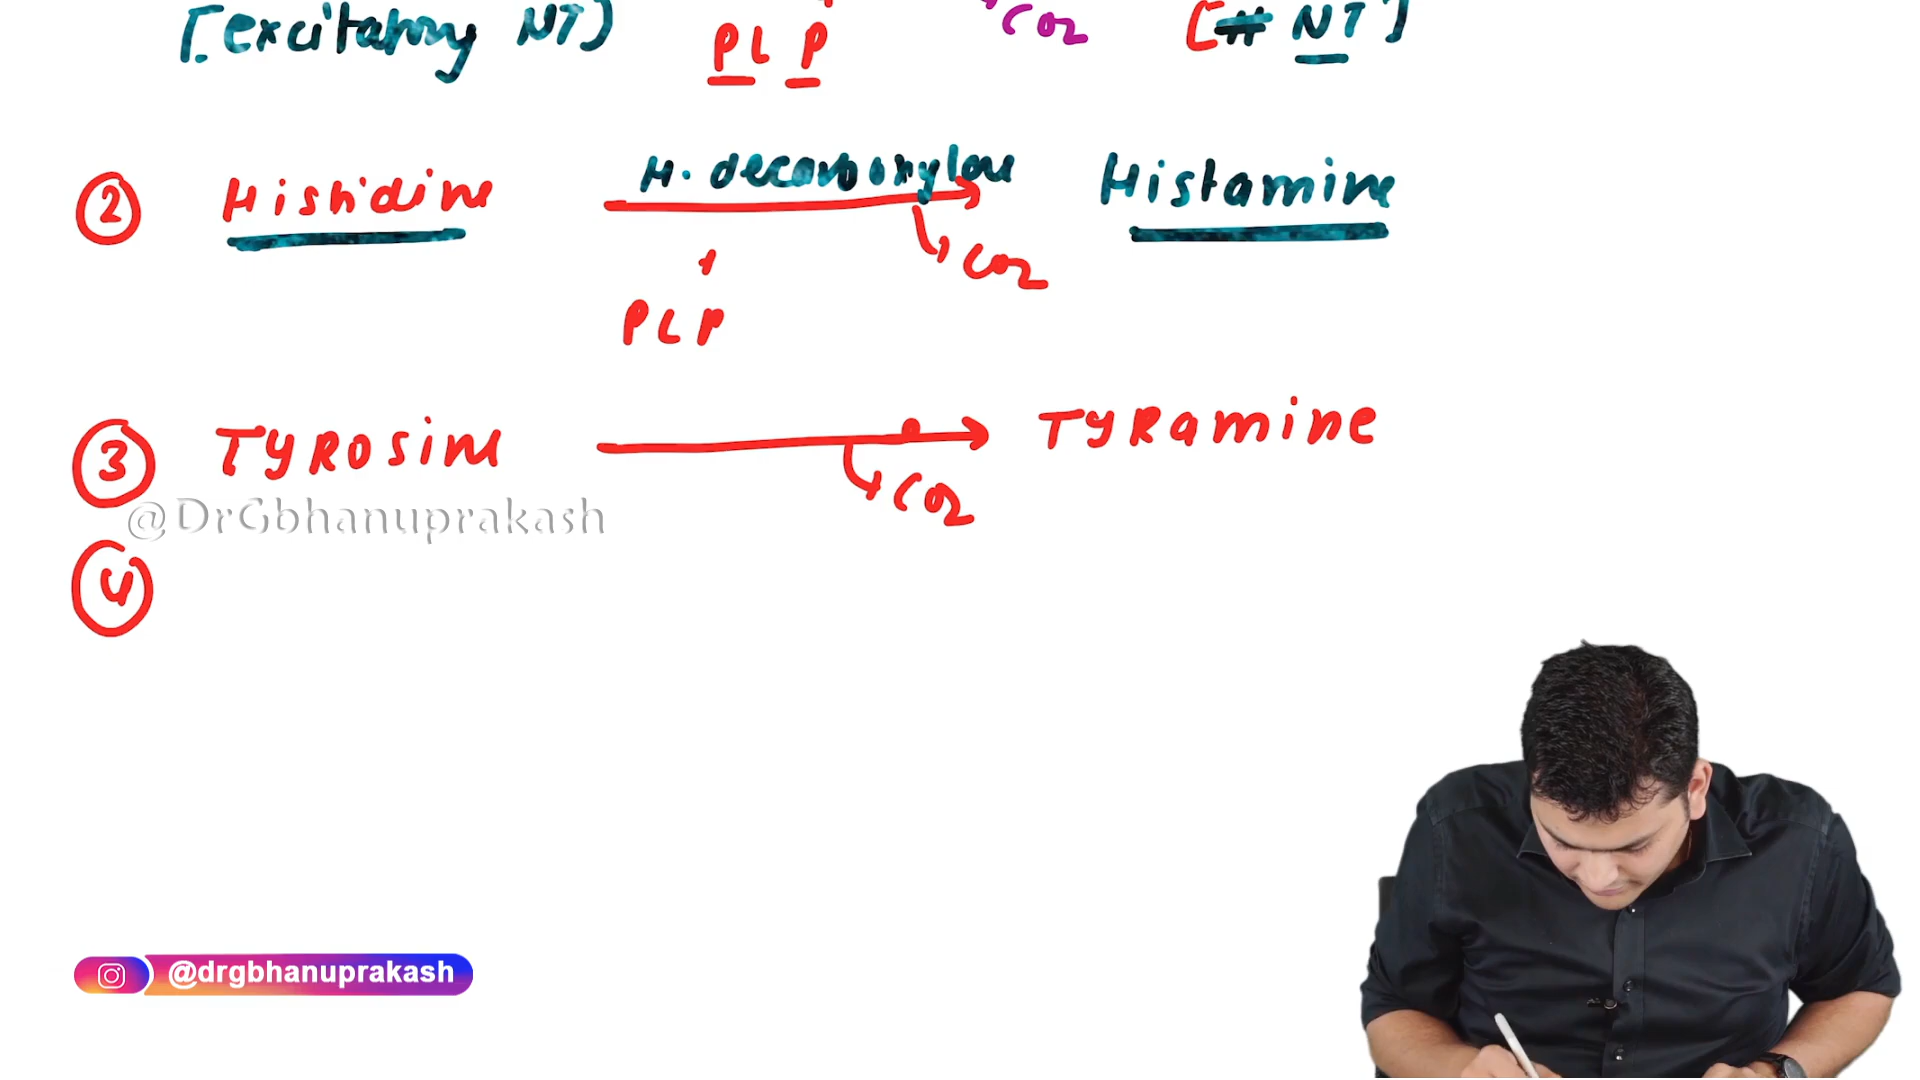 [excitatory NT]
PLP
CO2
[# NT]
② Histidine H. decarboxylase Histamine
+ CO2
PLP
③ TYROSINE TYRamine
CO2
@DrGbhanuprakash
④
@drgbhanuprakash